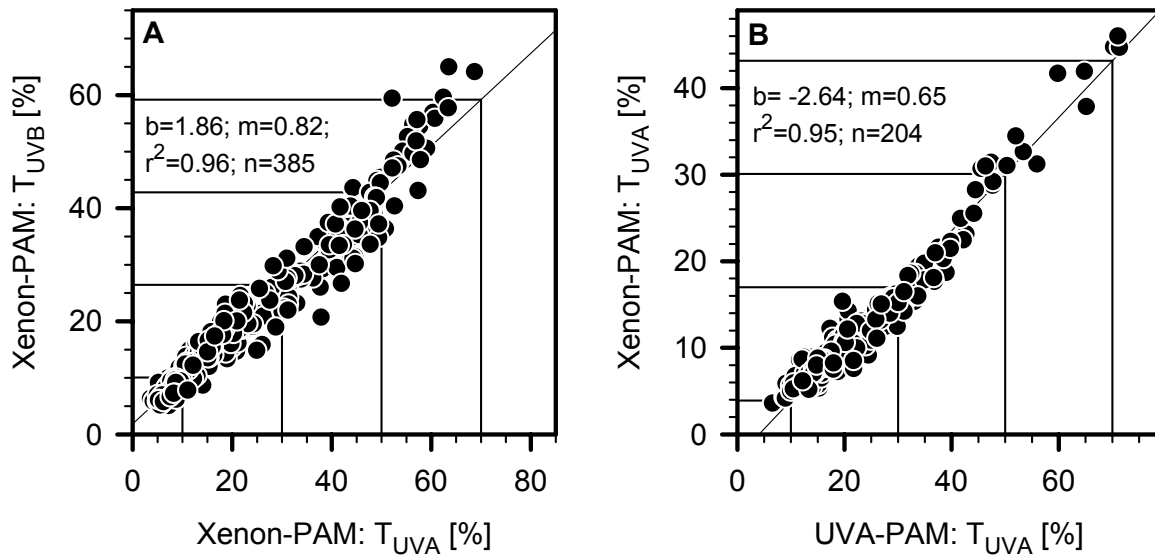 A
b=1.86; m=0.82;
r²=0.96; n=385
Xenon-PAM: T_UVB [%]
60
40
20
0
0 20 40 60 80
Xenon-PAM: T_UVA [%]
B
b= -2.64; m=0.65
r²=0.95; n=204
Xenon-PAM: T_UVA [%]
40
30
20
10
0
0 20 40 60
UVA-PAM: T_UVA [%]